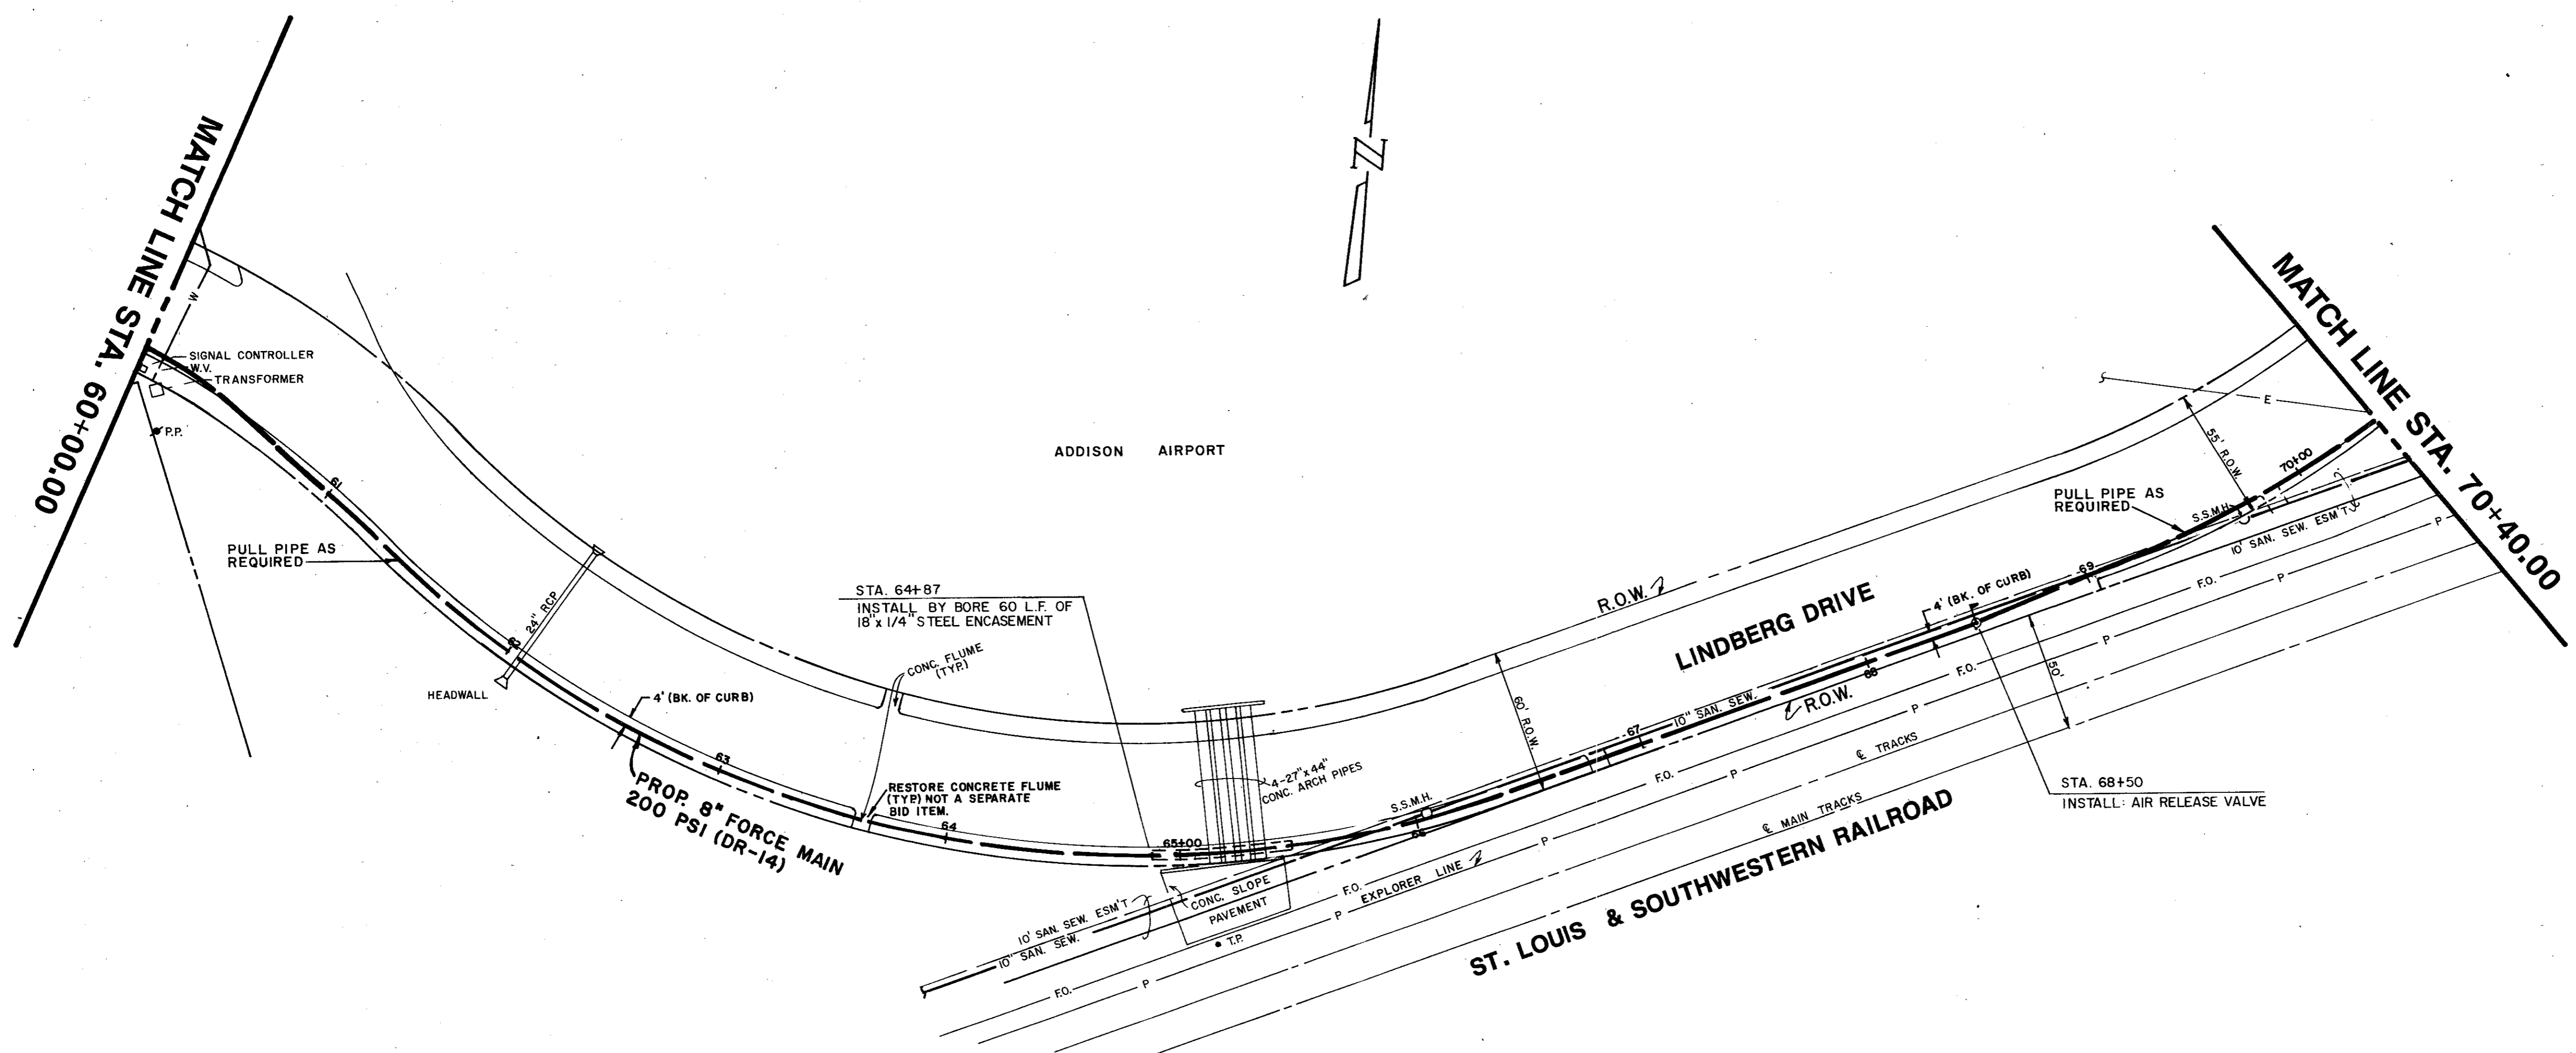 MATCH LINE STA. 60+00.00
N
W
SIGNAL CONTROLLER
W.V.
TRANSFORMER
P.P.
61
PULL PIPE AS
REQUIRED
24" RCP
62
HEADWALL
4' (BK. OF CURB)
63
PROP. 8" FORCE MAIN
200 PSI (DR-14)
ADDISON AIRPORT
STA. 64+87
INSTALL BY BORE 60 L.F. OF
18" x 1/4" STEEL ENCASEMENT
CONC. FLUME
(TYP.)
RESTORE CONCRETE FLUME
(TYP.) NOT A SEPARATE
BID ITEM.
64
65+00
4-27" x 44"
CONC. ARCH PIPES
S.S.M.H.
66
CONC. SLOPE
PAVEMENT
T.P.
10' SAN. SEW. ESM'T
10" SAN. SEW.
F.O.
P
F.O.
P
EXPLORER LINE
P
F.O.
P
P
F.O.
P
F.O.
P
P
60' R.O.W.
67
10" SAN. SEW.
R.O.W.
LINDBERG DRIVE
68
R.O.W.
4' (BK. OF CURB)
69
50'
℄ TRACKS
℄ MAIN TRACKS
ST. LOUIS & SOUTHWESTERN RAILROAD
STA. 68+50
INSTALL: AIR RELEASE VALVE
PULL PIPE AS
REQUIRED
S.S.M.H.
55' R.O.W.
E
70+00
10' SAN. SEW. ESM'T
MATCH LINE STA. 70+40.00